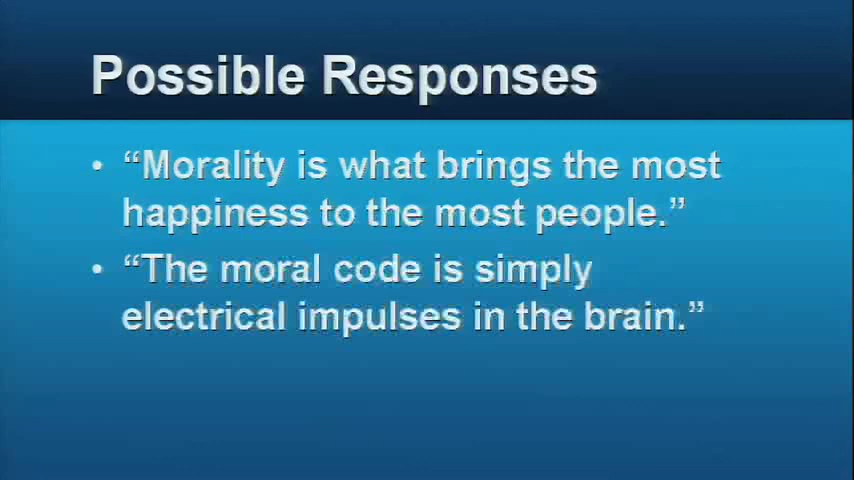 Possible Responses
• “Morality is what brings the most
happiness to the most people.”
• “The moral code is simply
electrical impulses in the brain.”